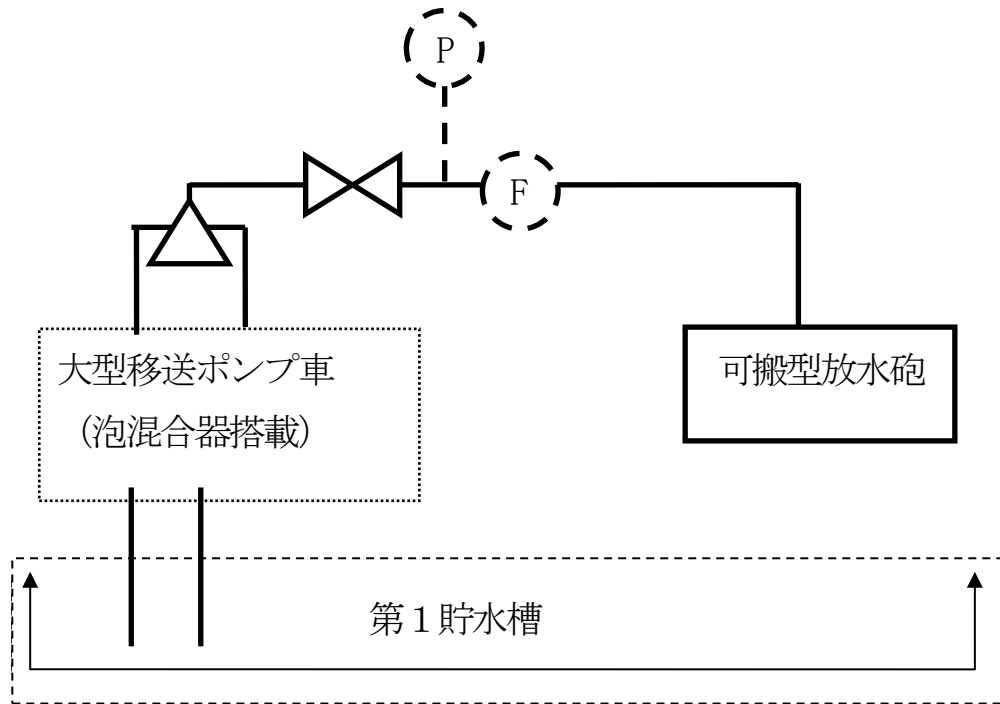 P
F
大型移送ポンプ車
（泡混合器搭載）
可搬型放水砲
第１貯水槽